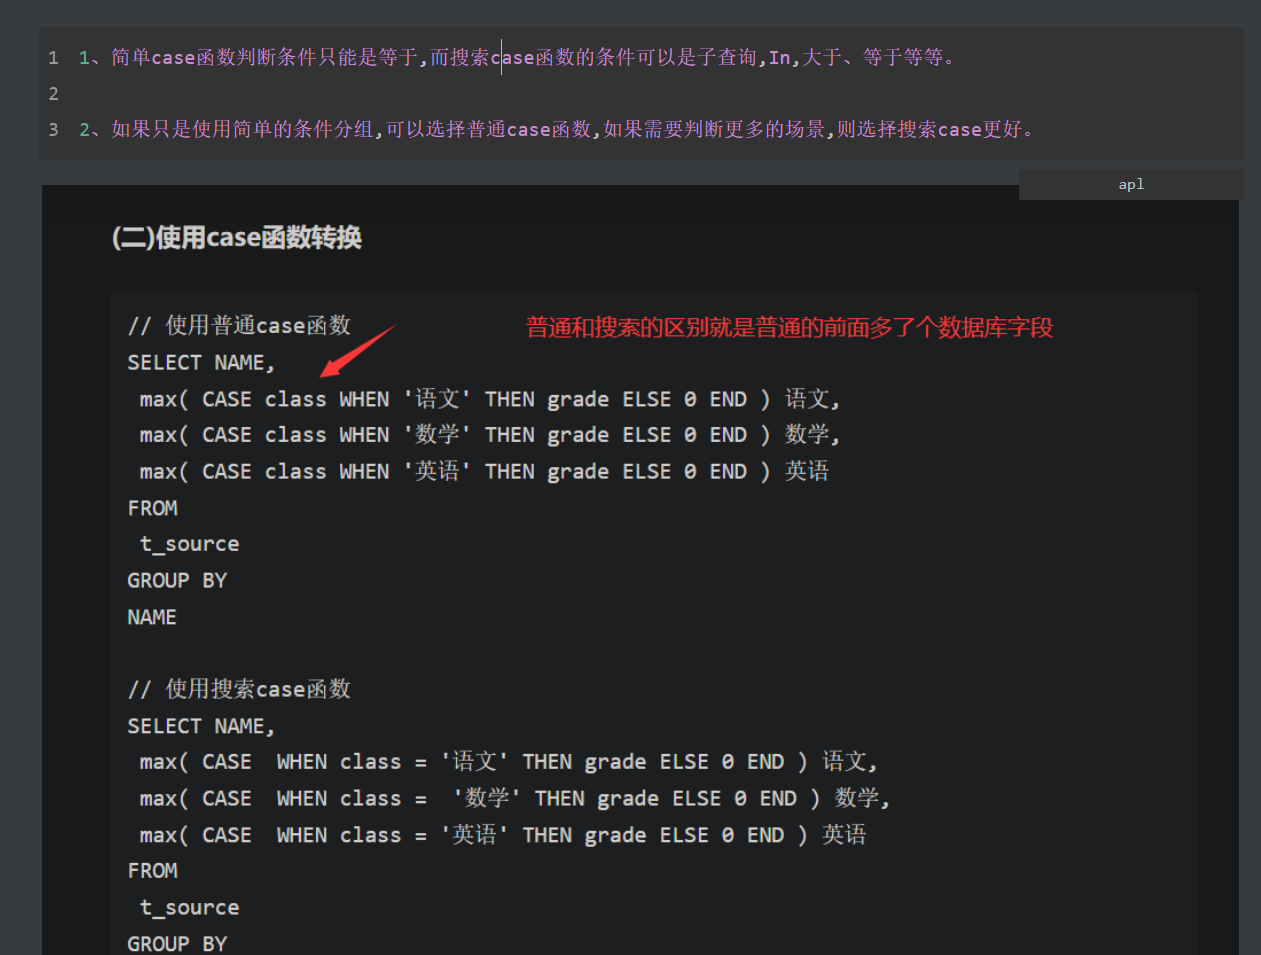 1 1、简单case函数判断条件只能是等于,而搜索case函数的条件可以是子查询,In,大于、等于等等。
2
3 2、如果只是使用简单的条件分组,可以选择普通case函数,如果需要判断更多的场景,则选择搜索case更好。
apl
(二)使用case函数转换
// 使用普通case函数
普通和搜索的区别就是普通的前面多了个数据库字段
SELECT NAME,
max( CASE class WHEN '语文' THEN grade ELSE 0 END ) 语文,
max( CASE class WHEN '数学' THEN grade ELSE 0 END ) 数学,
max( CASE class WHEN '英语' THEN grade ELSE 0 END ) 英语
FROM
t_source
GROUP BY
NAME
// 使用搜索case函数
SELECT NAME,
max( CASE  WHEN class = '语文' THEN grade ELSE 0 END ) 语文,
max( CASE  WHEN class =  '数学' THEN grade ELSE 0 END ) 数学,
max( CASE  WHEN class = '英语' THEN grade ELSE 0 END ) 英语
FROM
t_source
GROUP BY